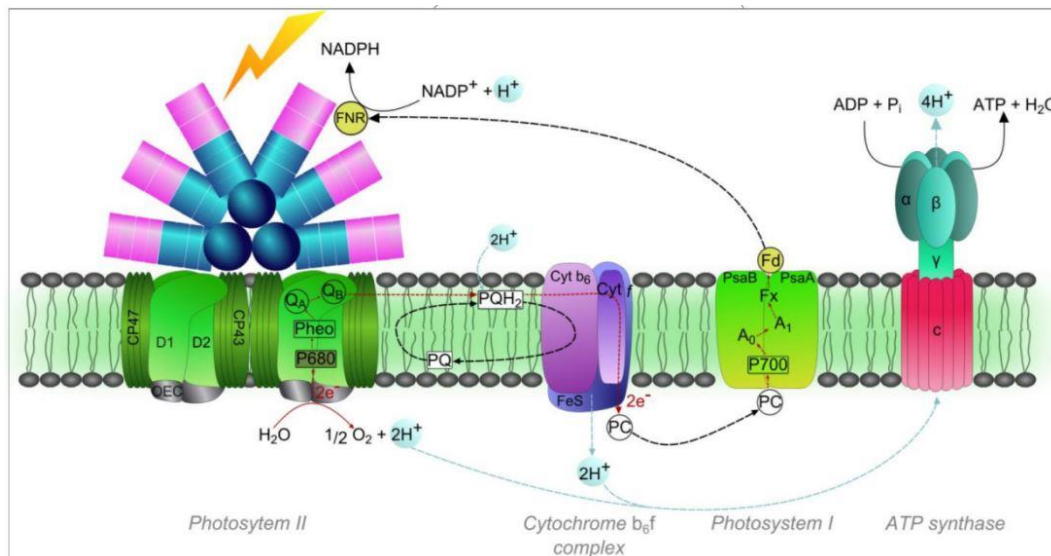 NADPH
NADP+ + H+
FNR
ADP + Pi
4H+
ATP + H2O
α
β
γ
2H+
Fd
PsaB
PsaA
Cyt b6
Cyt f
QA
QB
PQH2
Fx
CP47
D1
D2
CP43
Pheo
A1
A0
c
P680
PQ
P700
OEC
2e-
FeS
2e-
PC
PC
H2O
1/2 O2 + 2H+
2H+
Photosytem II
Cytochrome b6f
complex
Photosystem I
ATP synthase